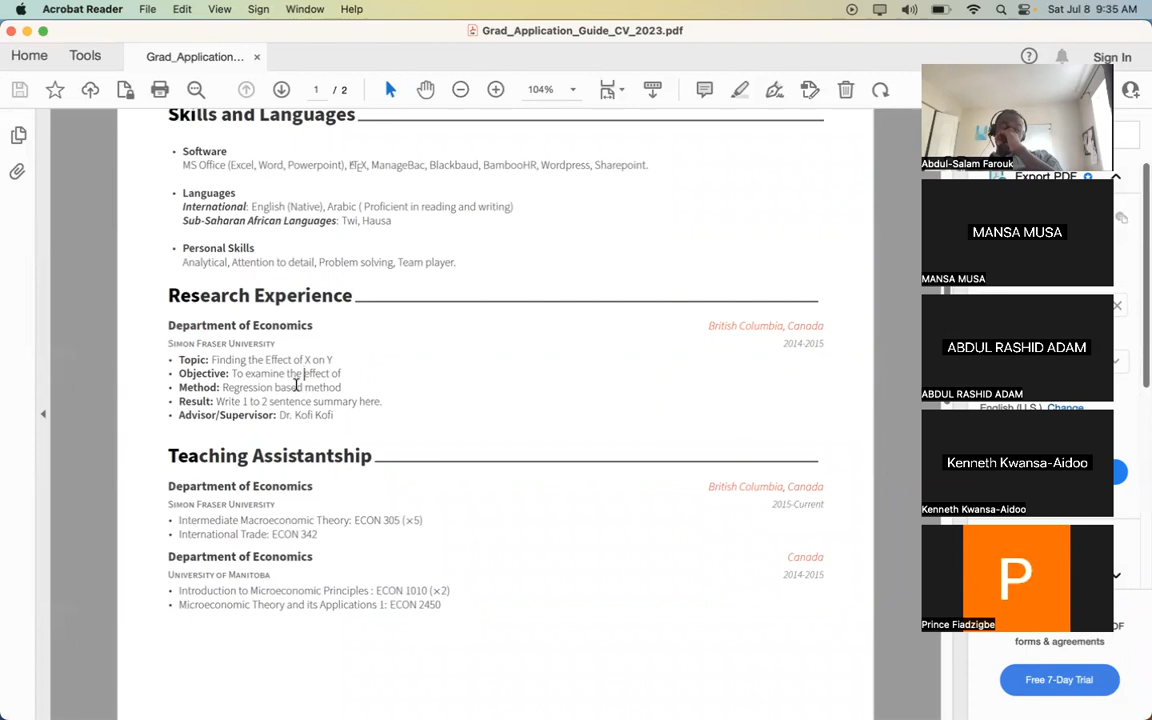 Acrobat Reader File Edit View Sign Window Help Sat Jul 8 9:35 AM
Grad_Application_Guide_CV_2023.pdf
Home Tools Grad_Application... × Sign In
1 / 2 104%
Skills and Languages
• Software
MS Office (Excel, Word, Powerpoint), LTEX, ManageBac, Blackbaud, BambooHR, Wordpress, Sharepoint.
• Languages
International: English (Native), Arabic ( Proficient in reading and writing)
Sub-Saharan African Languages: Twi, Hausa
• Personal Skills
Analytical, Attention to detail, Problem solving, Team player.
Research Experience
Department of Economics British Columbia, Canada
Simon Fraser University 2014-2015
• Topic: Finding the Effect of X on Y
• Objective: To examine the effect of
• Method: Regression based method
• Result: Write 1 to 2 sentence summary here.
• Advisor/Supervisor: Dr. Kofi Kofi
Teaching Assistantship
Department of Economics British Columbia, Canada
Simon Fraser University 2015-Current
• Intermediate Macroeconomic Theory: ECON 305 (×5)
• International Trade: ECON 342
Department of Economics Canada
University of Manitoba 2014-2015
• Introduction to Microeconomic Principles : ECON 1010 (×2)
• Microeconomic Theory and its Applications 1: ECON 2450
Abdul-Salam Farouk
Export PDF
MANSA MUSA
MANSA MUSA
ABDUL RASHID ADAM
ABDUL RASHID ADAM
English (U.S.) Change
Kenneth Kwansa-Aidoo
Kenneth Kwansa-Aidoo
P
Prince Fiadzigbe
forms & agreements
Free 7-Day Trial